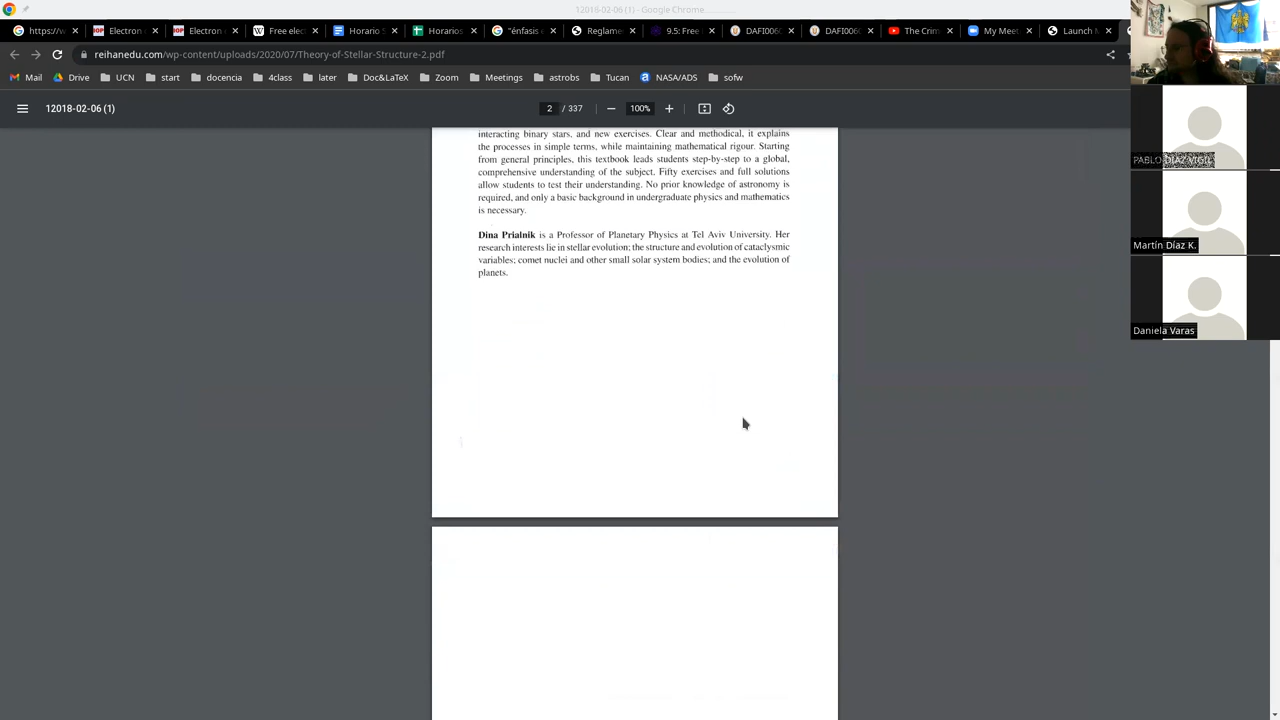 12018-02-06 (1) - Google Chrome
https://w
Electron
Electron
Free elect
Horario S
Horarios
"énfasis e
Reglame
9.5: Free
DAFI006
DAFI006
The Crim
My Meet
Launch M
reihanedu.com/wp-content/uploads/2020/07/Theory-of-Stellar-Structure-2.pdf
Mail
Drive
UCN
start
docencia
4class
later
Doc&LaTeX
Zoom
Meetings
astrobs
Tucan
NASA/ADS
sofw
12018-02-06 (1)
2 / 337
100%
interacting binary stars, and new exercises. Clear and methodical, it explains
the processes in simple terms, while maintaining mathematical rigour. Starting
from general principles, this textbook leads students step-by-step to a global,
comprehensive understanding of the subject. Fifty exercises and full solutions
allow students to test their understanding. No prior knowledge of astronomy is
required, and only a basic background in undergraduate physics and mathematics
is necessary.
Dina Prialnik is a Professor of Planetary Physics at Tel Aviv University. Her
research interests lie in stellar evolution; the structure and evolution of cataclysmic
variables; comet nuclei and other small solar system bodies; and the evolution of
planets.
PABLO DÍAZ VIGIL
Martín Díaz K.
Daniela Varas